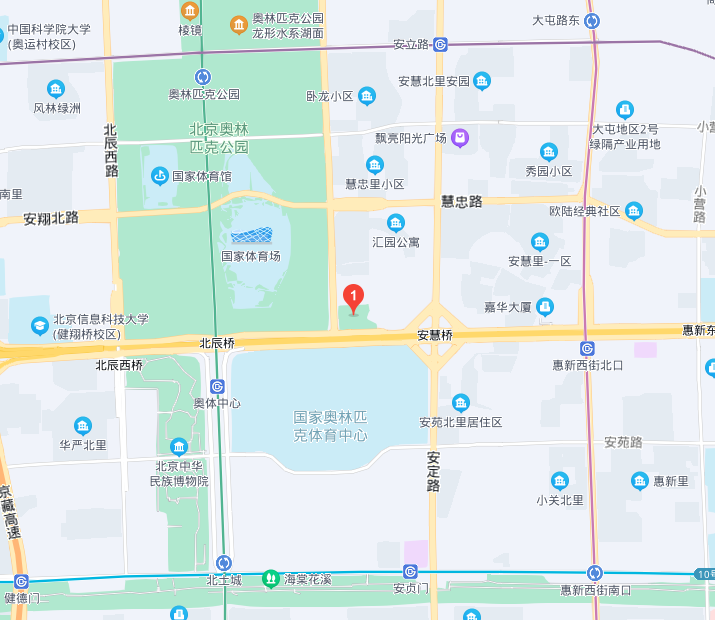 中国科学院大学
(奥运村校区)
棱镜
奥林匹克公园
龙形水系湖面
大屯路东
安立路
风林绿洲
奥林匹克公园
卧龙小区
安慧北里安园
北辰西路
北京奥林
匹克公园
飘亮阳光广场
大屯地区2号
绿隔产业用地
小营
国家体育馆
慧忠里小区
秀园小区
南里
小营路
安翔北路
慧忠路
欧陆经典社区
汇园公寓
国家体育场
安慧里-一区
1
嘉华大厦
北京信息科技大学
(健翔桥校区)
北辰桥
安慧桥
惠新东
北辰西桥
惠新西街北口
奥体中心
国家奥林匹
克体育中心
安苑北里居住区
华严北里
安苑路
北京中华
民族博物院
安定路
京藏高速
小关北里
惠新里
北土城
海棠花溪
安贞门
10号
健德门
惠新西街南口